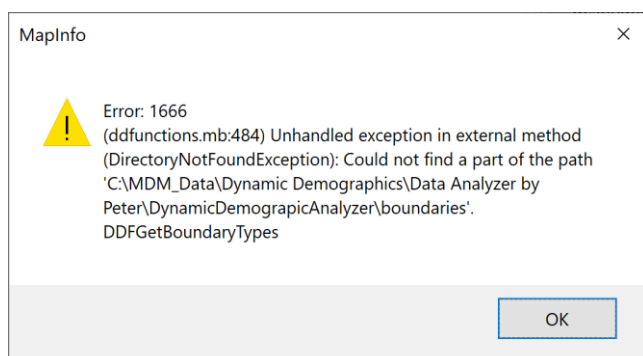 MapInfo
Error: 1666
(ddfunctions.mb:484) Unhandled exception in external method
(DirectoryNotFoundException): Could not find a part of the path
'C:\MDM_Data\Dynamic Demographics\Data Analyzer by
Peter\DynamicDemograpicAnalyzer\boundaries'.
DDFGetBoundaryTypes
OK